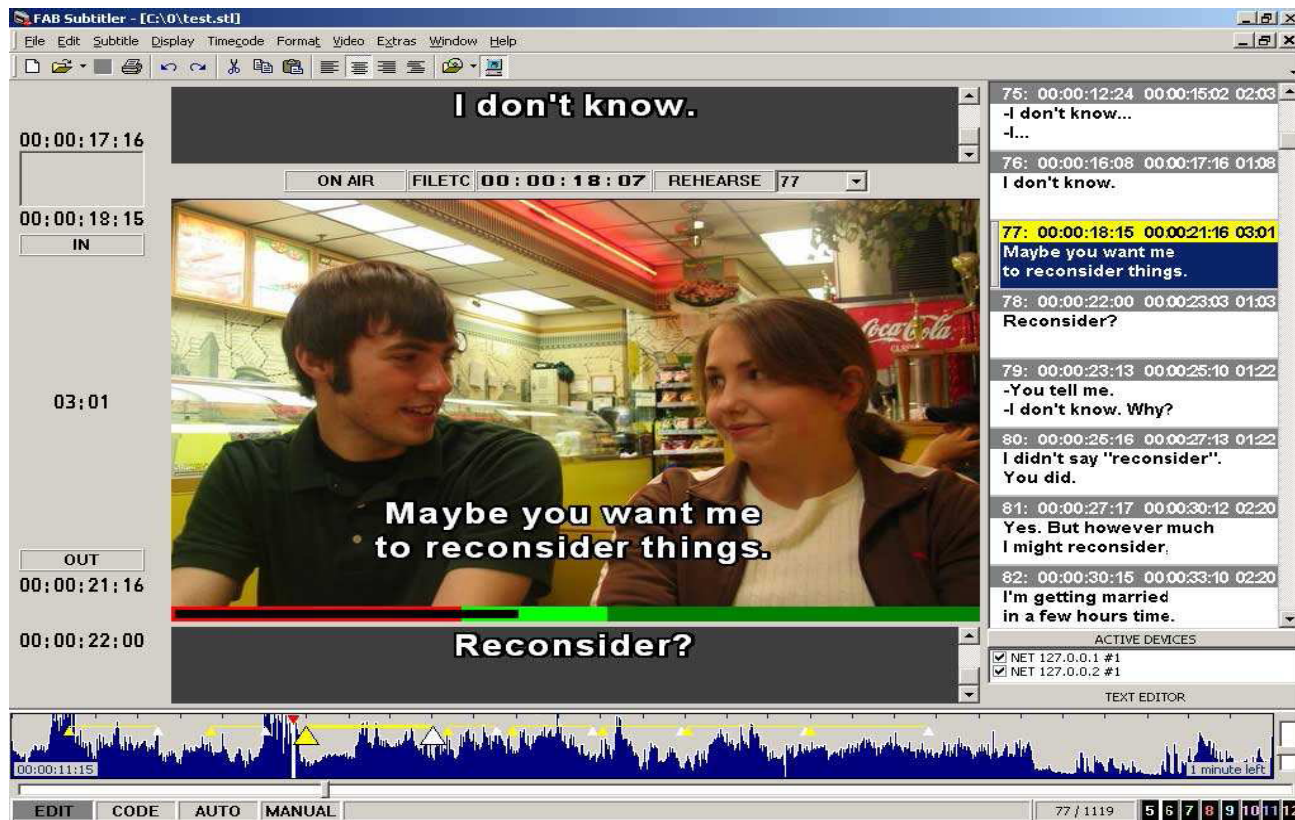 FAB Subtitler - [C:\0\test.stl]
File Edit Subtitle Display Timecode Format Video Extras Window Help
I don't know.
00:00:17:16
00:00:18:15
IN
03:01
OUT
00:00:21:16
00:00:22:00
ON AIR FILETC 00:00:18:07 REHEARSE 77
Coca-Cola
Maybe you want me
to reconsider things.
Reconsider?
75: 00:00:12:24 00:00:15:02 02:03
-I don't know...
-I...
76: 00:00:16:08 00:00:17:16 01:08
I don't know.
77: 00:00:18:15 00:00:21:16 03:01
Maybe you want me
to reconsider things.
78: 00:00:22:00 00:00:23:03 01:03
Reconsider?
79: 00:00:23:13 00:00:25:10 01:22
-You tell me.
-I don't know. Why?
80: 00:00:25:16 00:00:27:13 01:22
I didn't say "reconsider".
You did.
81: 00:00:27:17 00:00:30:12 02:20
Yes. But however much
I might reconsider,
82: 00:00:30:15 00:00:33:10 02:20
I'm getting married
in a few hours time.
ACTIVE DEVICES
NET 127.0.0.1 #1
NET 127.0.0.2 #1
TEXT EDITOR
00:00:11:15
1 minute left
EDIT CODE AUTO MANUAL
77 / 1119
5 6 7 8 9 10 11 12